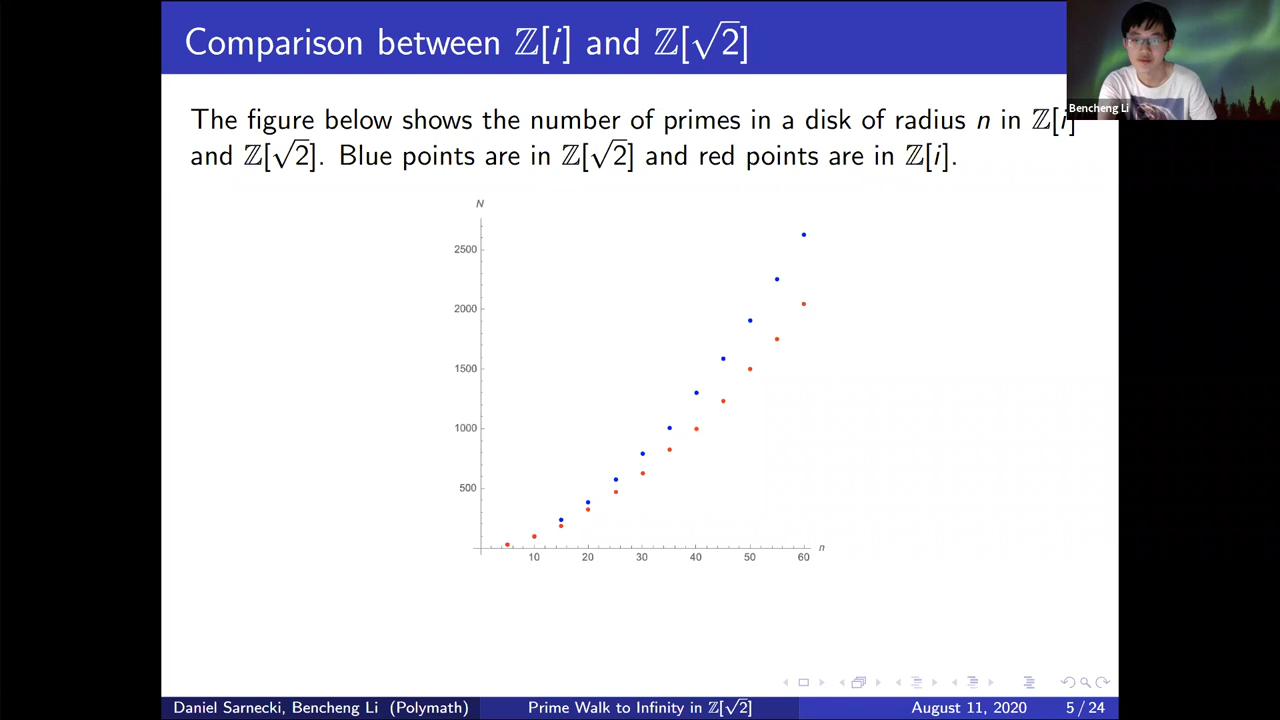 Comparison between ℤ[i] and ℤ[√2]
Bencheng Li
The figure below shows the number of primes in a disk of radius n in ℤ[i]
and ℤ[√2]. Blue points are in ℤ[√2] and red points are in ℤ[i].
N
2500
2000
1500
1000
500
10 20 30 40 50 60 n
Daniel Sarnecki, Bencheng Li (Polymath) Prime Walk to Infinity in ℤ[√2] August 11, 2020 5 / 24